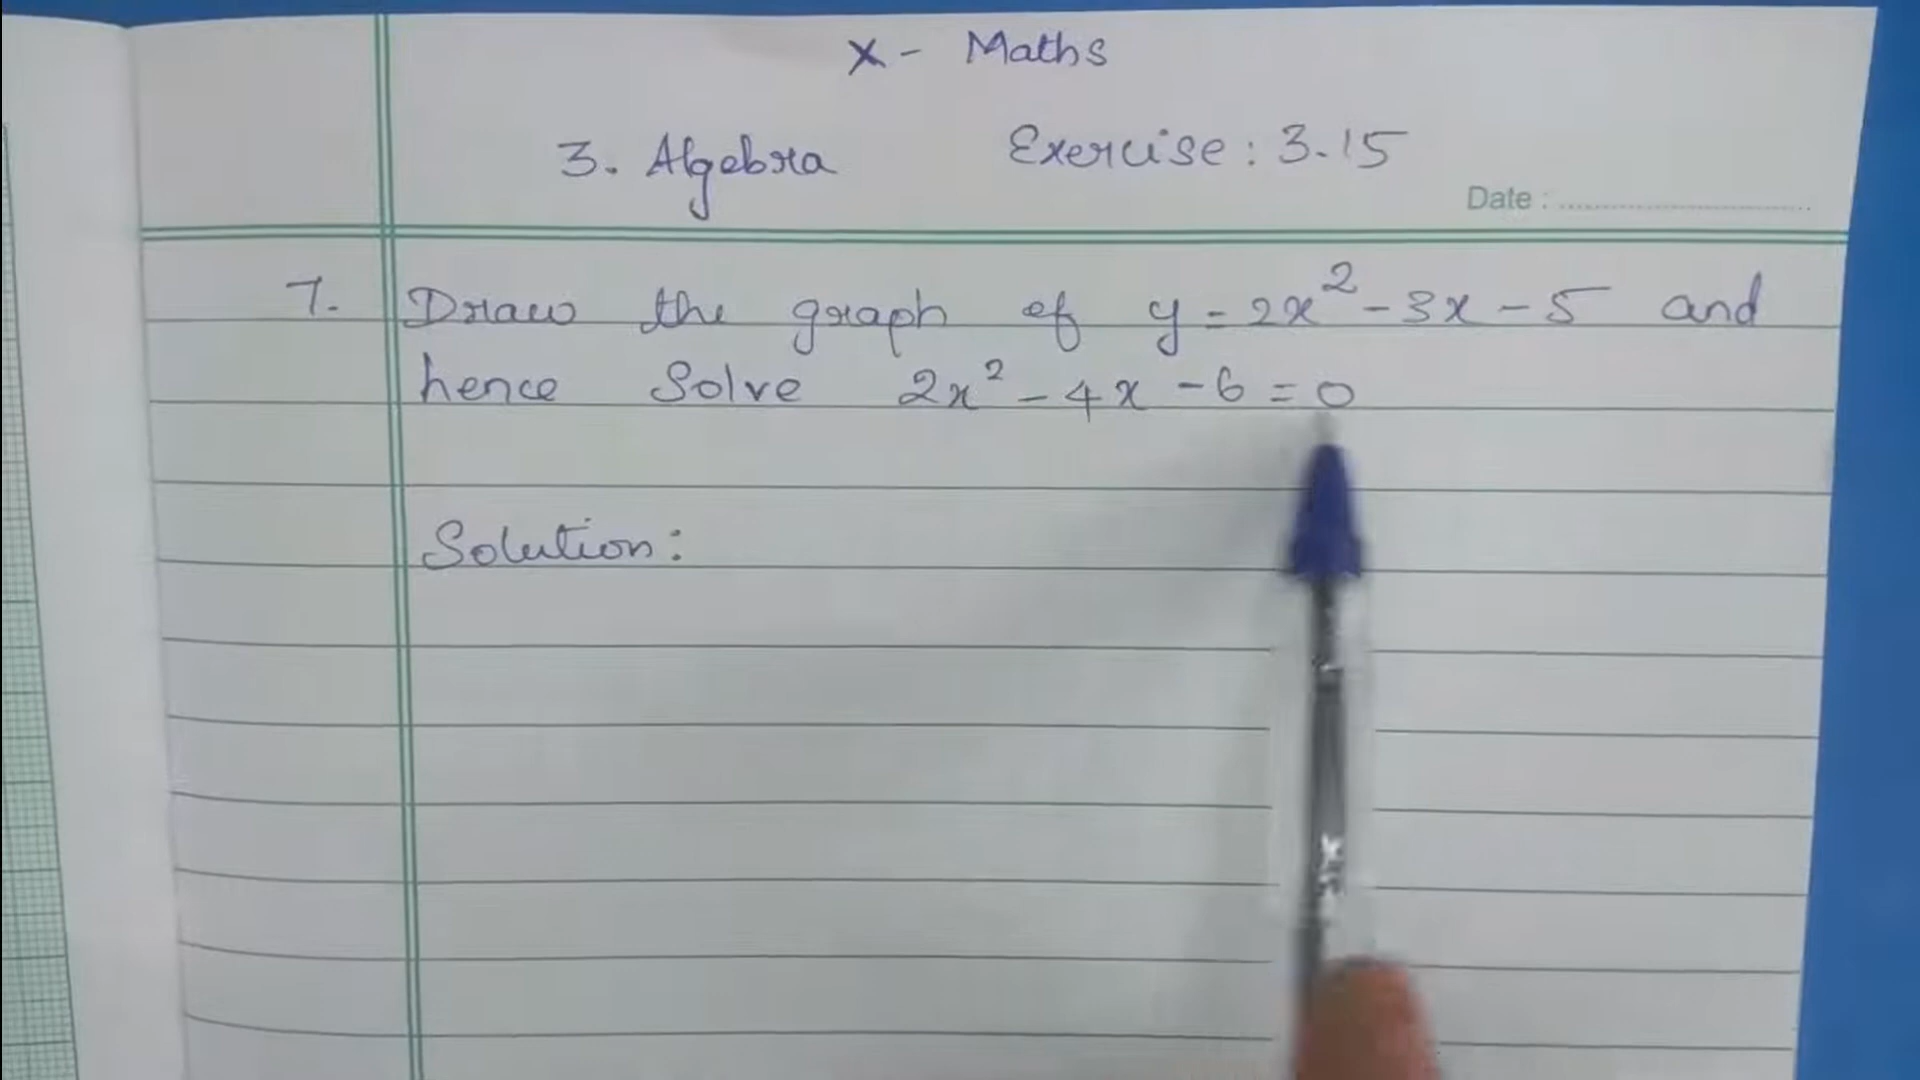 X - Maths
3. Algebra Exercise : 3.15
Date : ........................................
7. Draw the graph of y = 2x² - 3x - 5 and
hence Solve 2x² - 4x - 6 = 0
Solution :